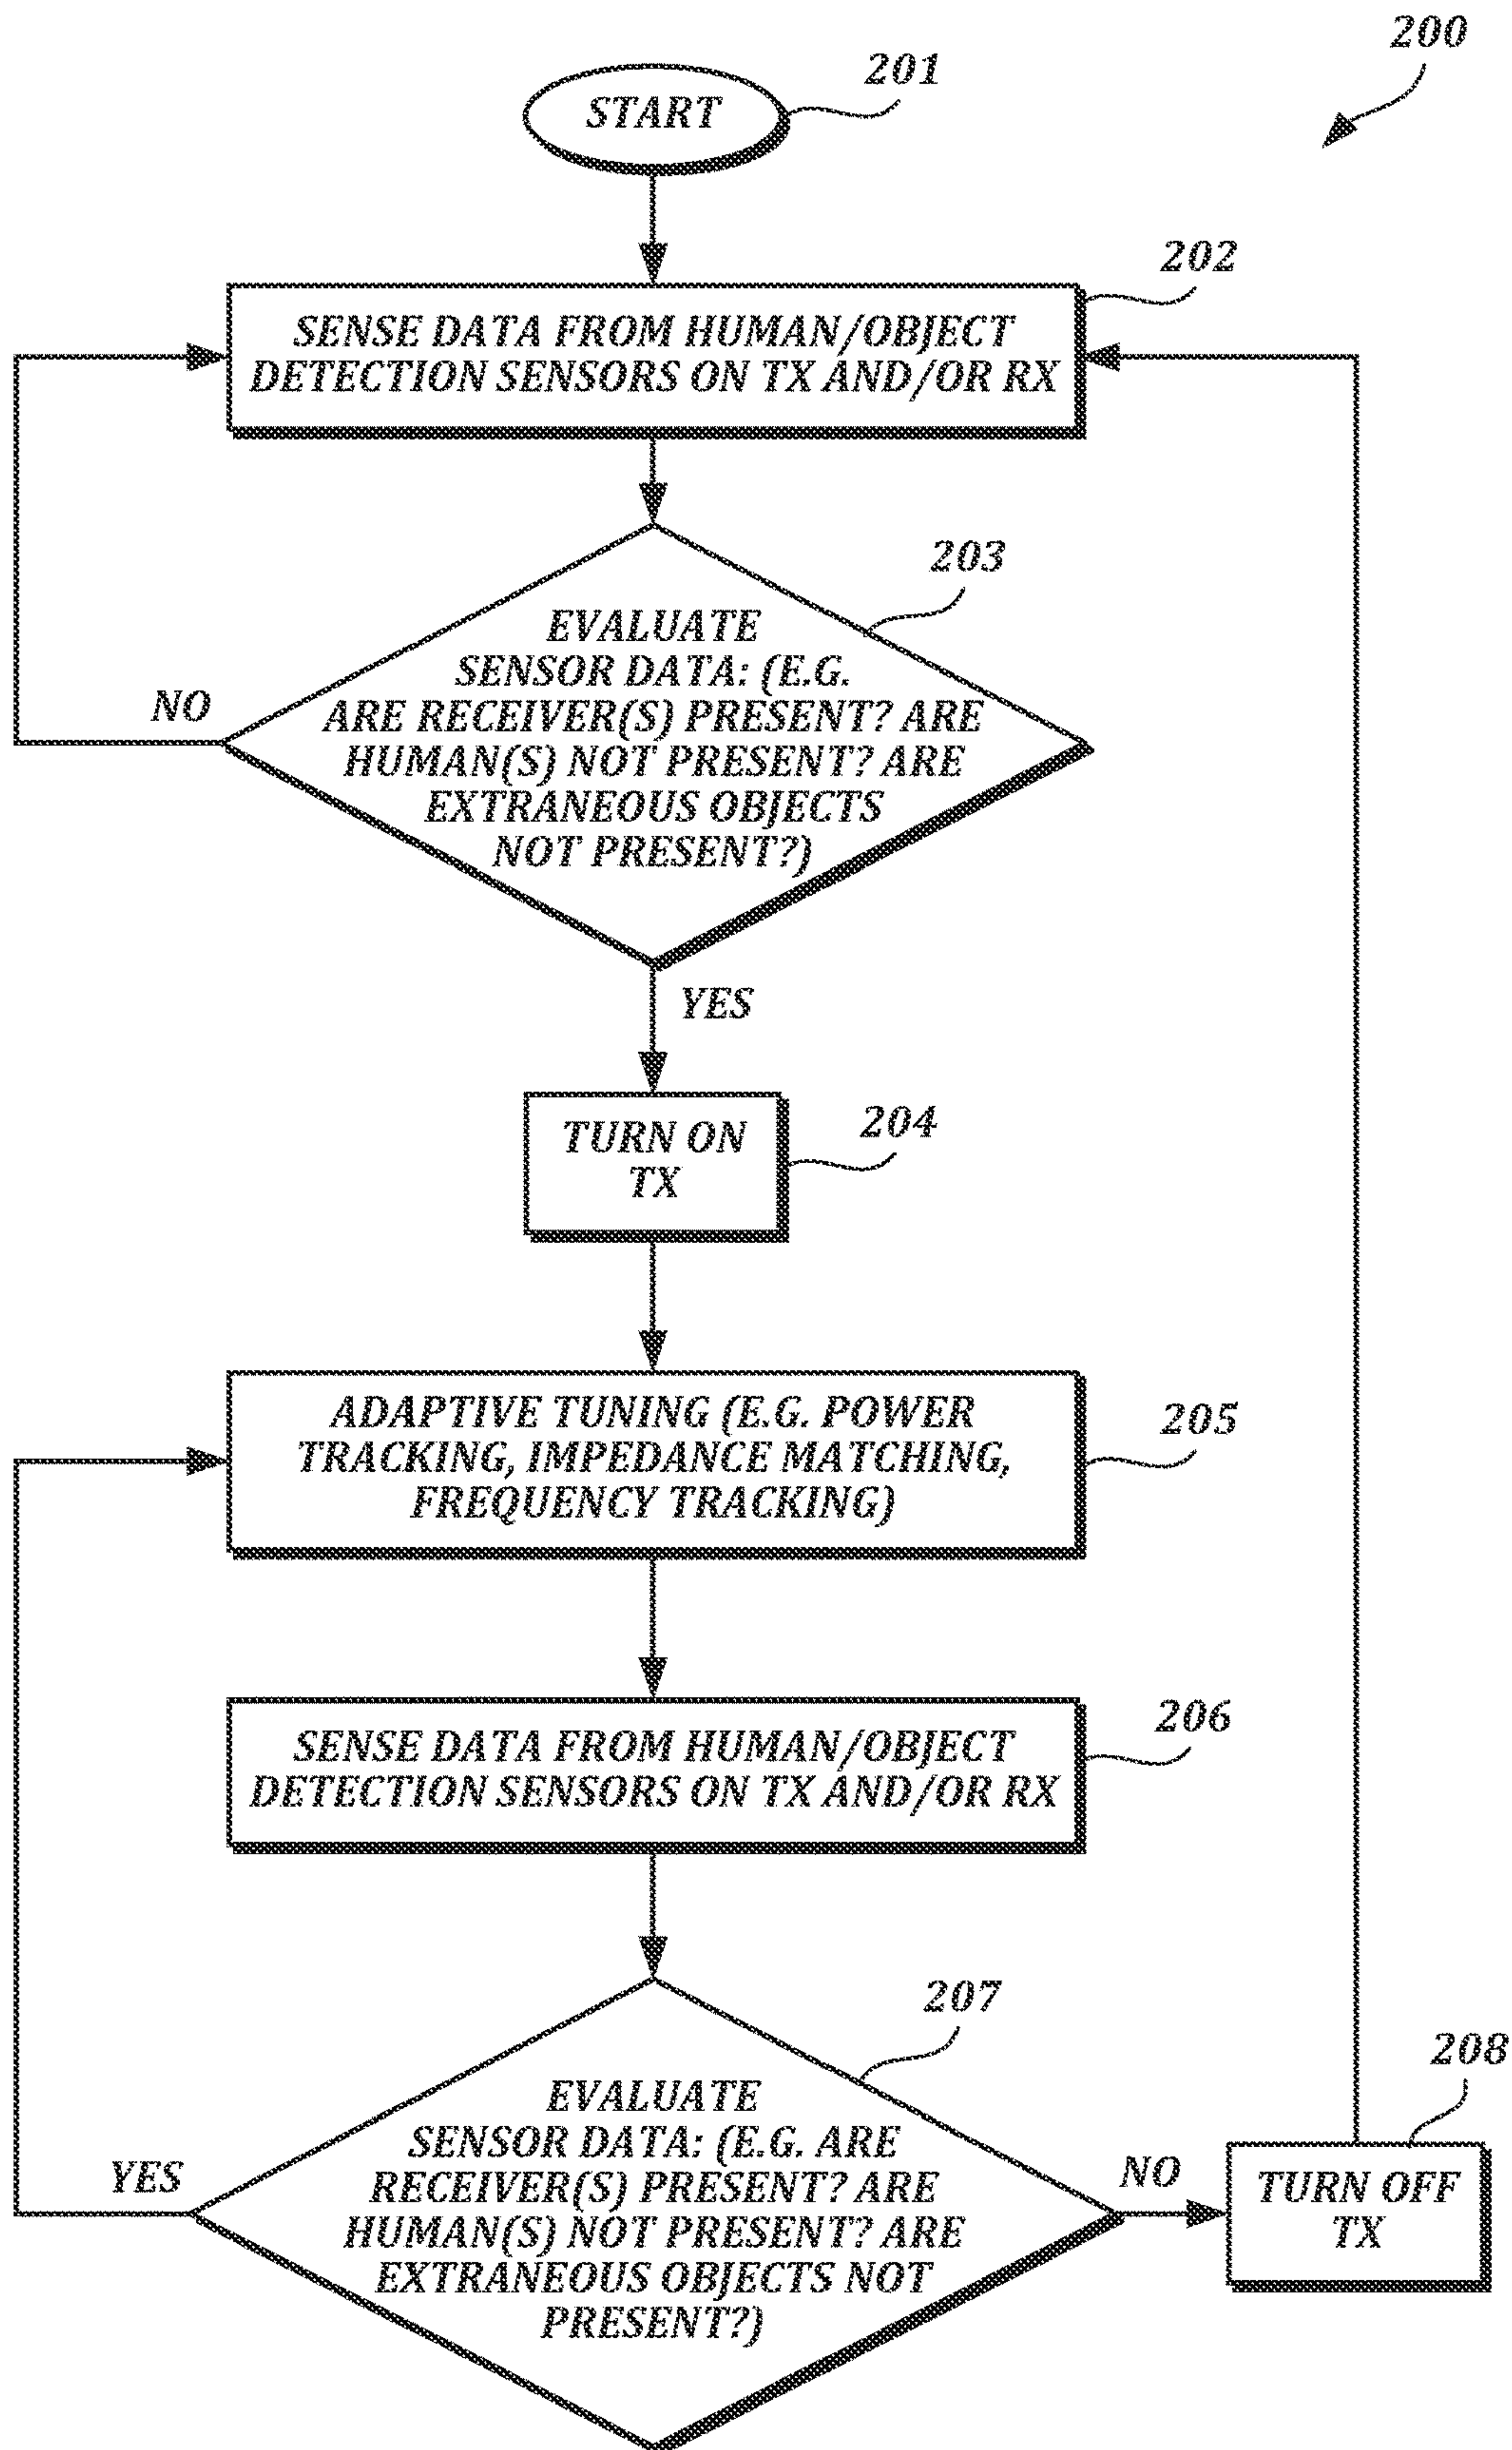 200
201
START
202
SENSE DATA FROM HUMAN/OBJECT
DETECTION SENSORS ON TX AND/OR RX
203
EVALUATE
SENSOR DATA: (E.G.
ARE RECEIVER(S) PRESENT? ARE
HUMAN(S) NOT PRESENT? ARE
EXTRANEOUS OBJECTS
NOT PRESENT?)
NO
YES
204
TURN ON
TX
205
ADAPTIVE TUNING (E.G. POWER
TRACKING, IMPEDANCE MATCHING,
FREQUENCY TRACKING)
206
SENSE DATA FROM HUMAN/OBJECT
DETECTION SENSORS ON TX AND/OR RX
207
EVALUATE
SENSOR DATA: (E.G. ARE
RECEIVER(S) PRESENT? ARE
HUMAN(S) NOT PRESENT? ARE
EXTRANEOUS OBJECTS NOT
PRESENT?)
YES
NO
208
TURN OFF
TX